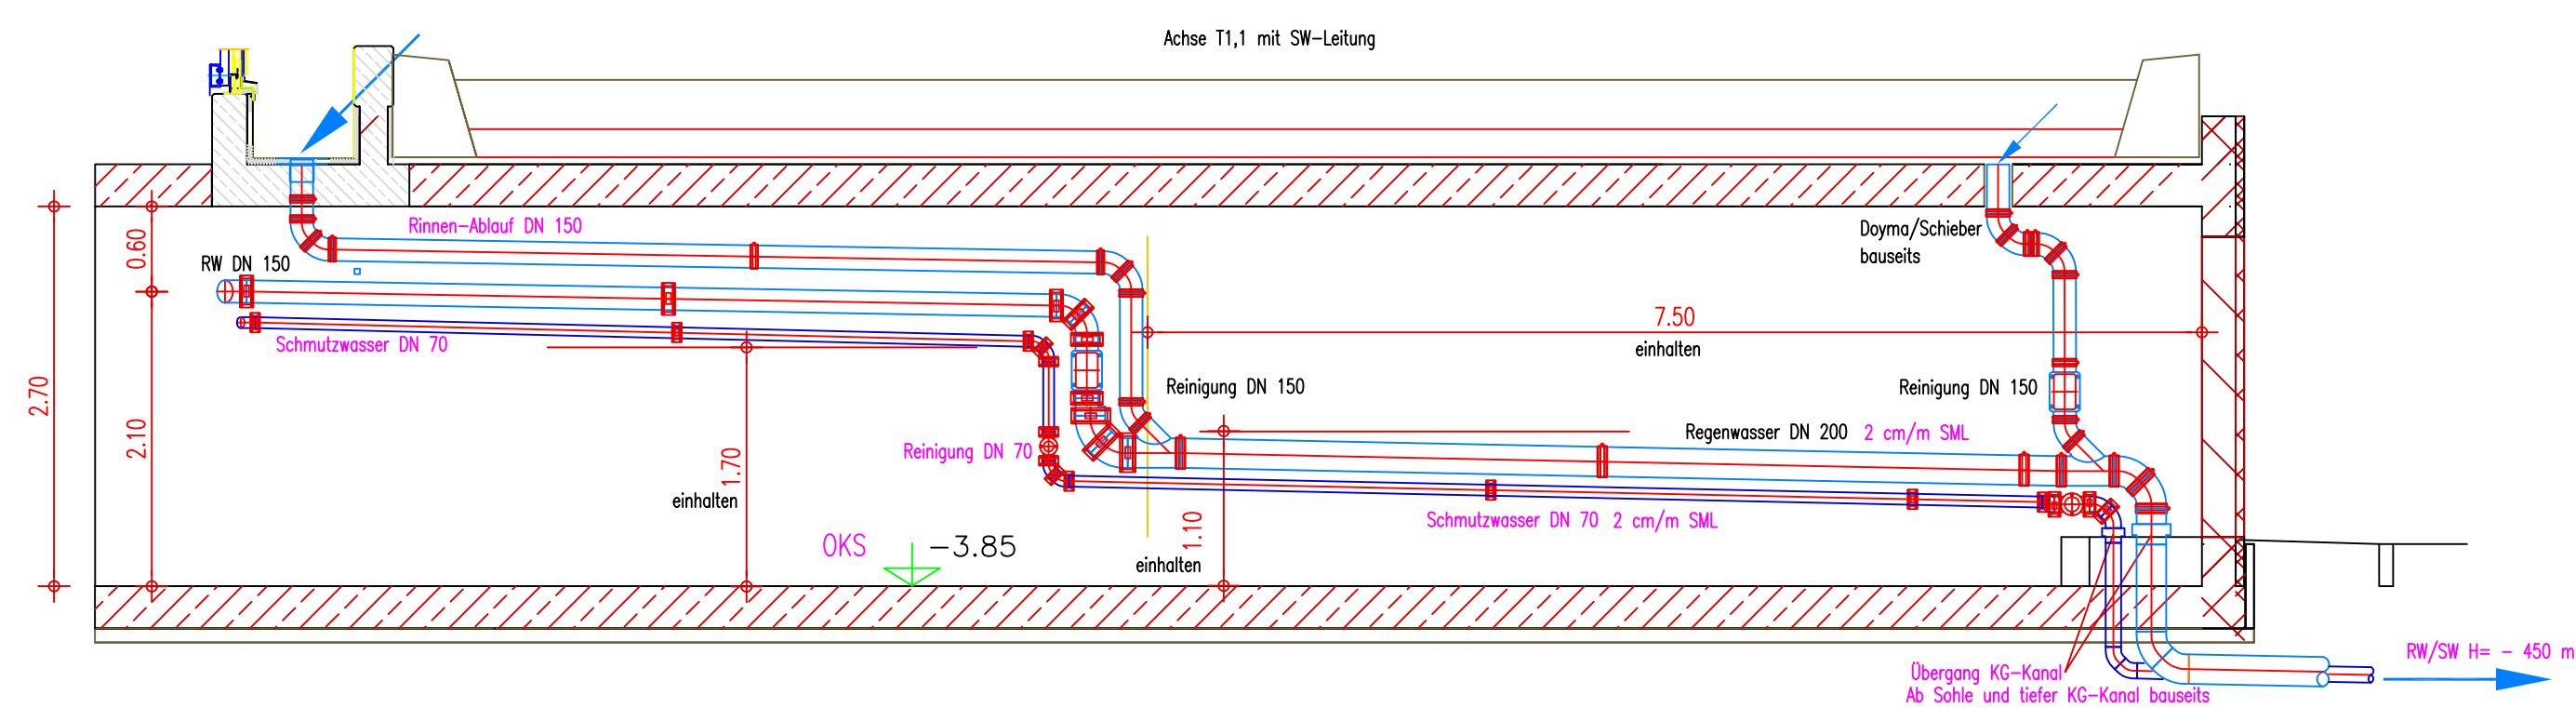 Achse T1,1 mit SW-Leitung
Rinnen-Ablauf DN 150
Doyma/Schieber
bauseits
0.60
RW DN 150
7.50
einhalten
Schmutzwasser DN 70
2.70
Reinigung DN 150
Reinigung DN 150
2.10
Regenwasser DN 200 2 cm/m SML
Reinigung DN 70
1.70
einhalten
Schmutzwasser DN 70 2 cm/m SML
1.10
OKS -3.85
einhalten
RW/SW H= - 450 m
Übergang KG-Kanal
Ab Sohle und tiefer KG-Kanal bauseits